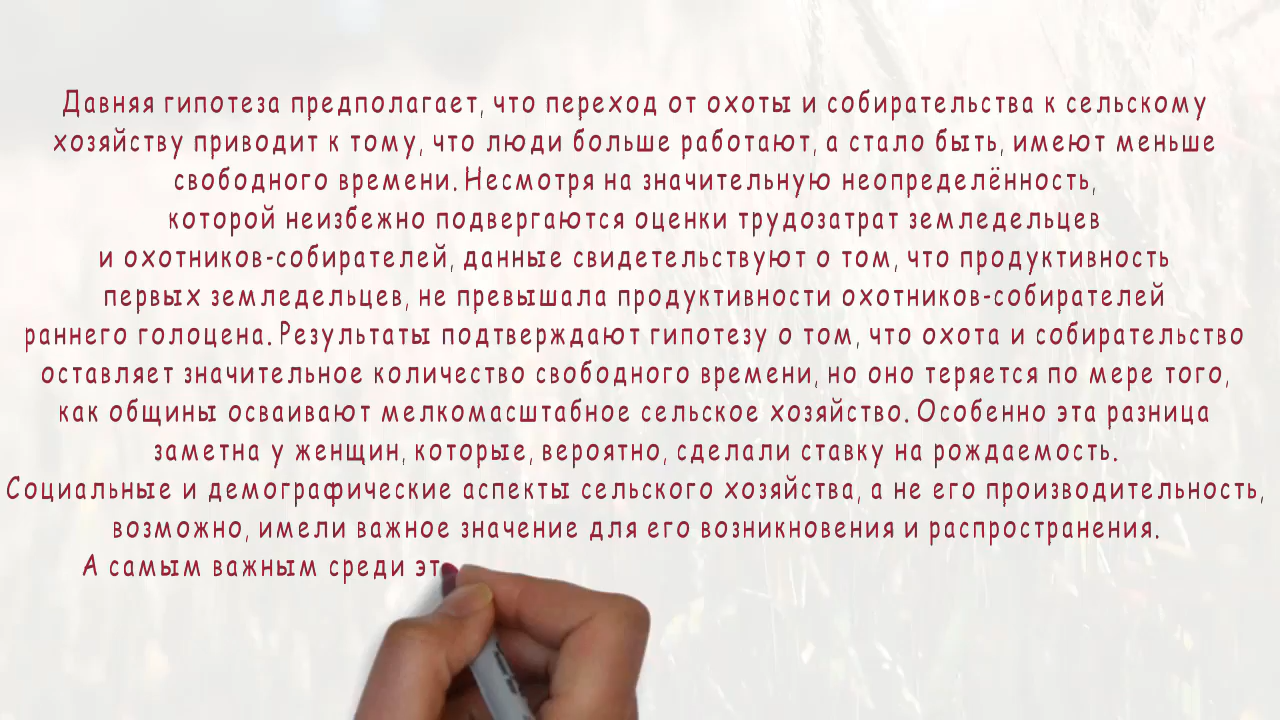 Давняя гипотеза предполагает, что переход от охоты и собирательства к сельскому
хозяйству приводит к тому, что люди больше работают, а стало быть, имеют меньше
свободного времени. Несмотря на значительную неопределённость,
которой неизбежно подвергаются оценки трудозатрат земледельцев
и охотников-собирателей, данные свидетельствуют о том, что продуктивность
первых земледельцев, не превышала продуктивности охотников-собирателей
раннего голоцена. Результаты подтверждают гипотезу о том, что охота и собирательство
оставляет значительное количество свободного времени, но оно теряется по мере того,
как общины осваивают мелкомасштабное сельское хозяйство. Особенно эта разница
заметна у женщин, которые, вероятно, сделали ставку на рождаемость.
Социальные и демографические аспекты сельского хозяйства, а не его производительность,
возможно, имели важное значение для его возникновения и распространения.
А самым важным среди эт